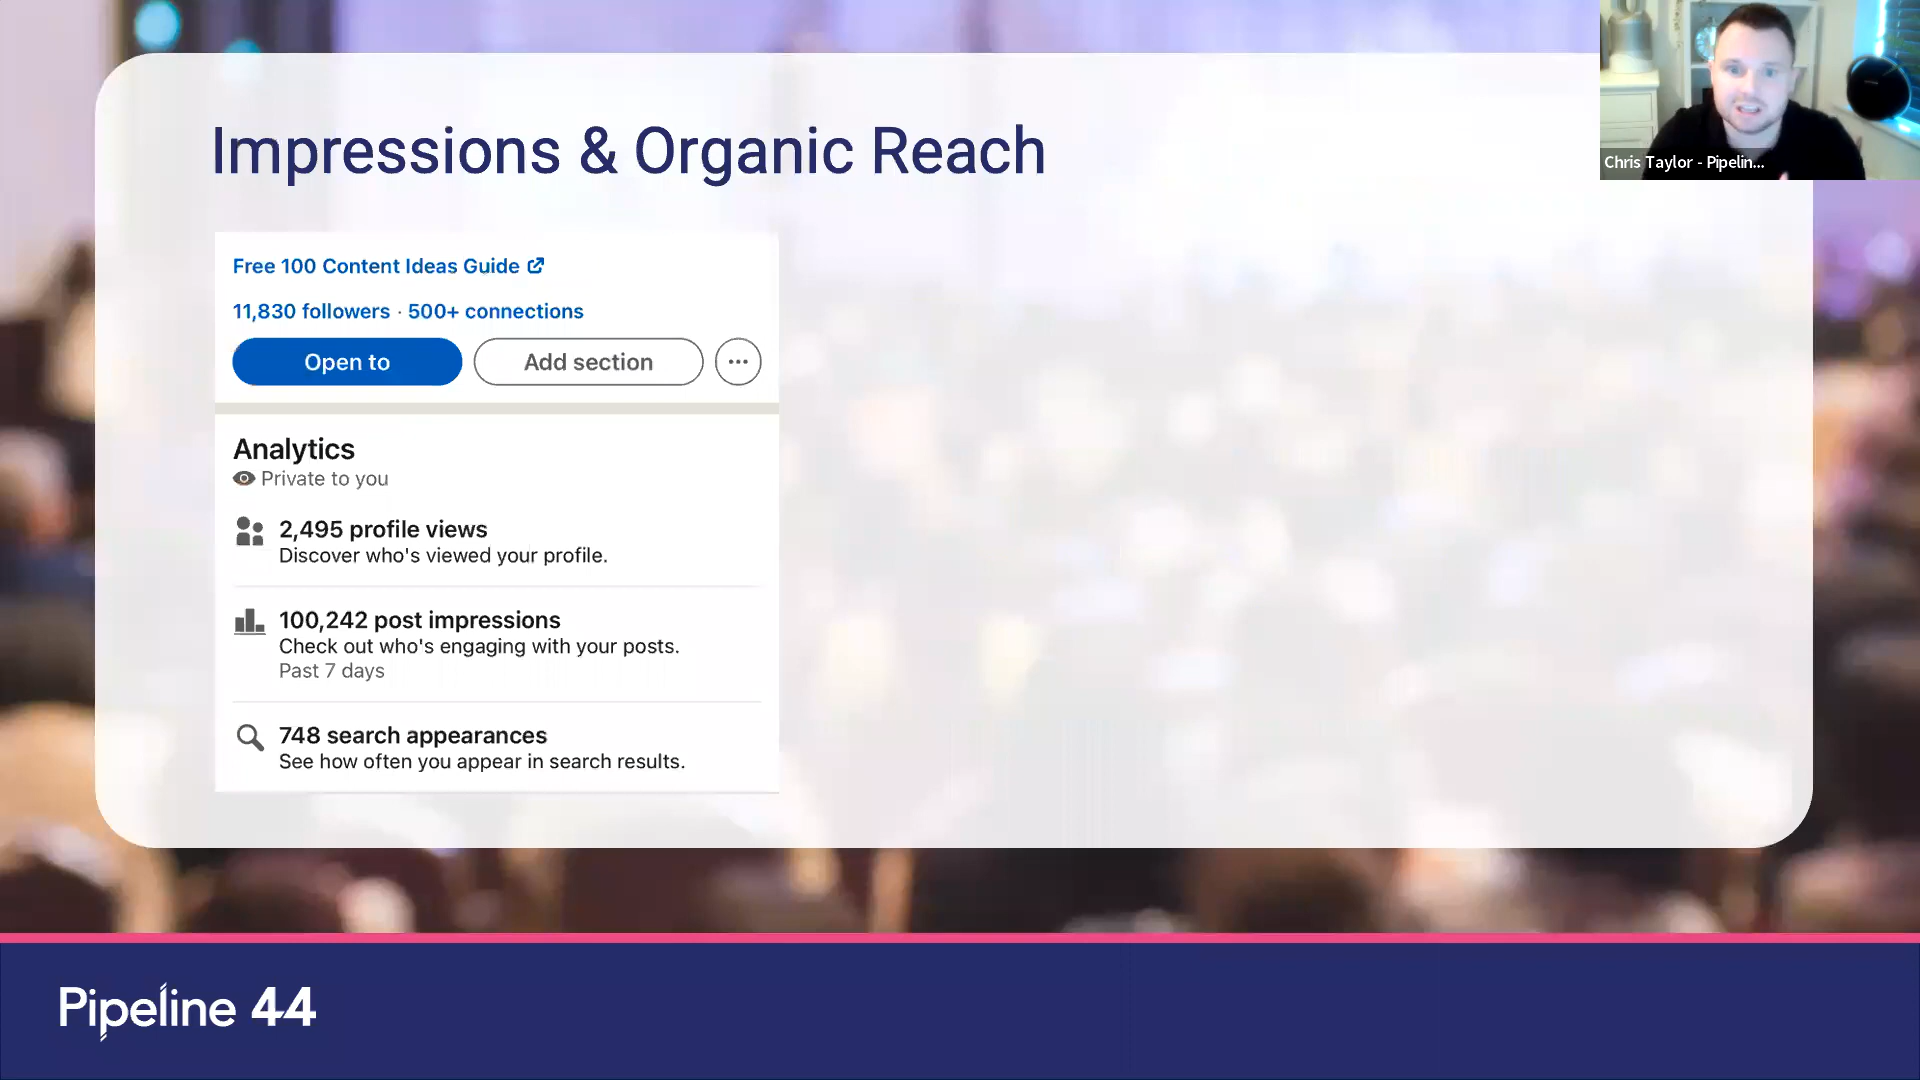 Impressions & Organic Reach
Chris Taylor - Pipelin...
Free 100 Content Ideas Guide
11,830 followers · 500+ connections
Open to
Add section
Analytics
Private to you
2,495 profile views
Discover who's viewed your profile.
100,242 post impressions
Check out who's engaging with your posts.
Past 7 days
748 search appearances
See how often you appear in search results.
Pipeline 44